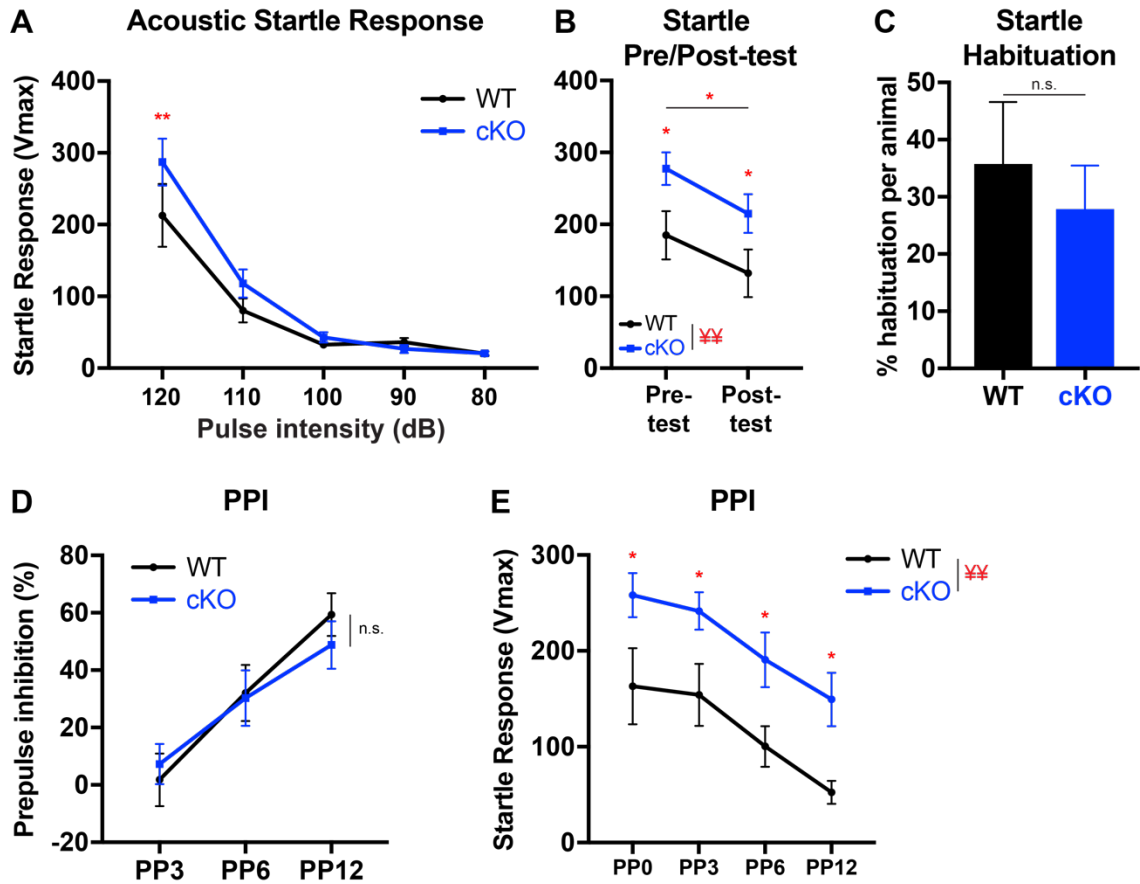 A
Acoustic Startle Response
Startle Response (Vmax)
400
300
200
100
0
**
WT
cKO
120 110 100 90 80
Pulse intensity (dB)
B
Startle
Pre/Post-test
400
300
200
100
0
*
*
*
WT
cKO
¥¥
Pre-
test
Post-
test
C
Startle
Habituation
% habituation per animal
50
40
30
20
10
0
n.s.
WT cKO
D
PPI
Prepulse inhibition (%)
80
60
40
20
0
-20
WT
cKO
n.s.
PP3 PP6 PP12
E
PPI
Startle Response (Vmax)
300
200
100
0
*
*
*
*
WT
cKO
¥¥
PP0 PP3 PP6 PP12